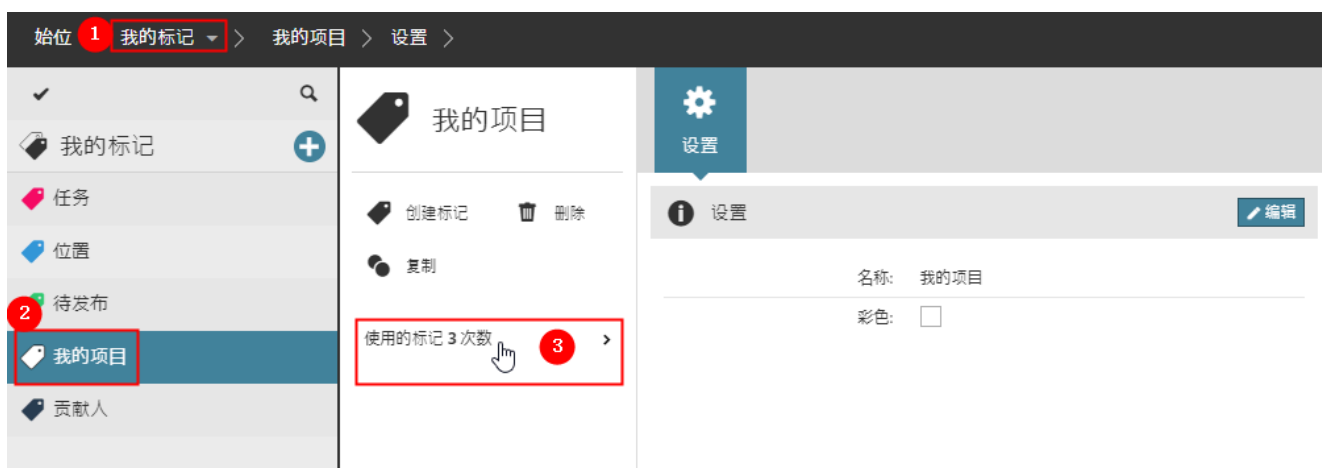 始位 1 我的标记 > 我的项目 > 设置 >
我的标记
任务
位置
待发布
2
我的项目
贡献人
我的项目
创建标记 删除
复制
使用的标记 3 次数 3
设置
设置 编辑
名称: 我的项目
彩色: